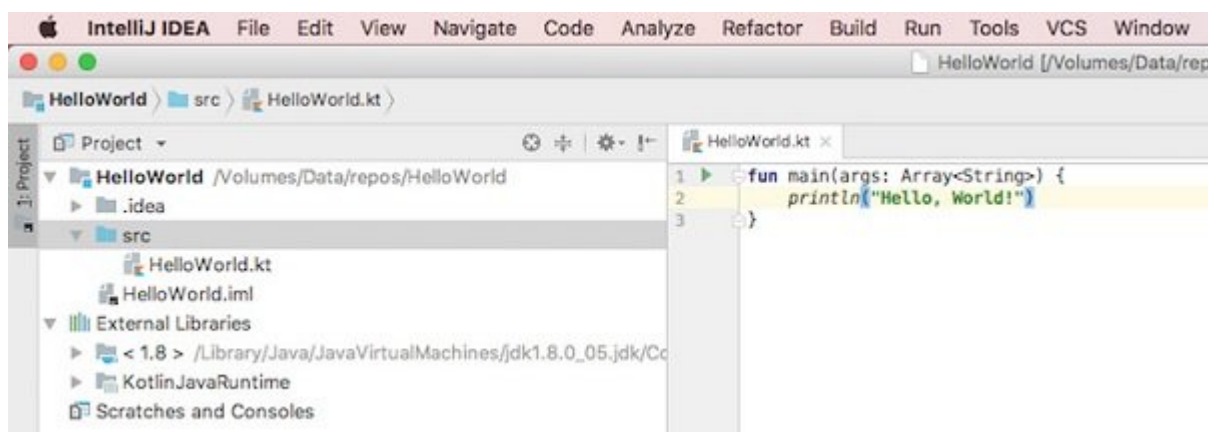 IntelliJ IDEA File Edit View Navigate Code Analyze Refactor Build Run Tools VCS Window
HelloWorld [/Volumes/Data/rep
HelloWorld src HelloWorld.kt
1: Project
Project
HelloWorld /Volumes/Data/repos/HelloWorld
.idea
src
HelloWorld.kt
HelloWorld.iml
External Libraries
< 1.8 > /Library/Java/JavaVirtualMachines/jdk1.8.0_05.jdk/Co
KotlinJavaRuntime
Scratches and Consoles
HelloWorld.kt
1 fun main(args: Array<String>) {
2 println("Hello, World!")
3 }